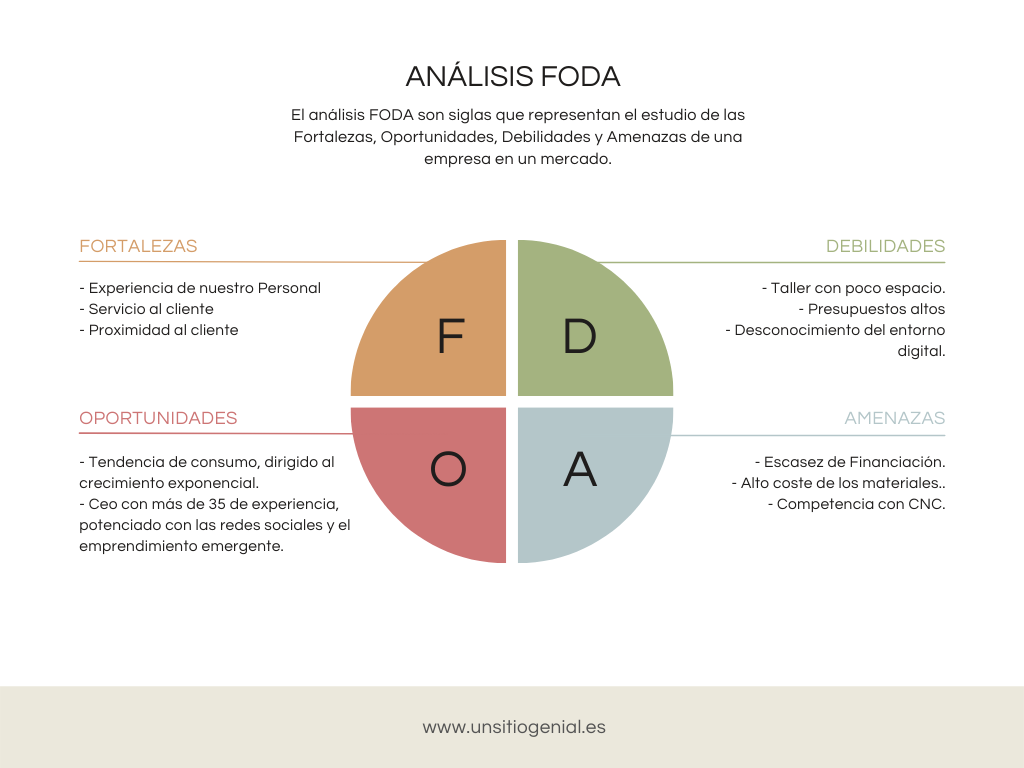 ANÁLISIS FODA
El análisis FODA son siglas que representan el estudio de las
Fortalezas, Oportunidades, Debilidades y Amenazas de una
empresa en un mercado.
FORTALEZAS
- Experiencia de nuestro Personal
- Servicio al cliente
- Proximidad al cliente
F
D
DEBILIDADES
- Taller con poco espacio.
- Presupuestos altos
- Desconocimiento del entorno
digital.
OPORTUNIDADES
- Tendencia de consumo, dirigido al
crecimiento exponencial.
- Ceo con más de 35 de experiencia,
potenciado con las redes sociales y el
emprendimiento emergente.
O
A
AMENAZAS
- Escasez de Financiación.
- Alto coste de los materiales..
- Competencia con CNC.
www.unsitiogenial.es